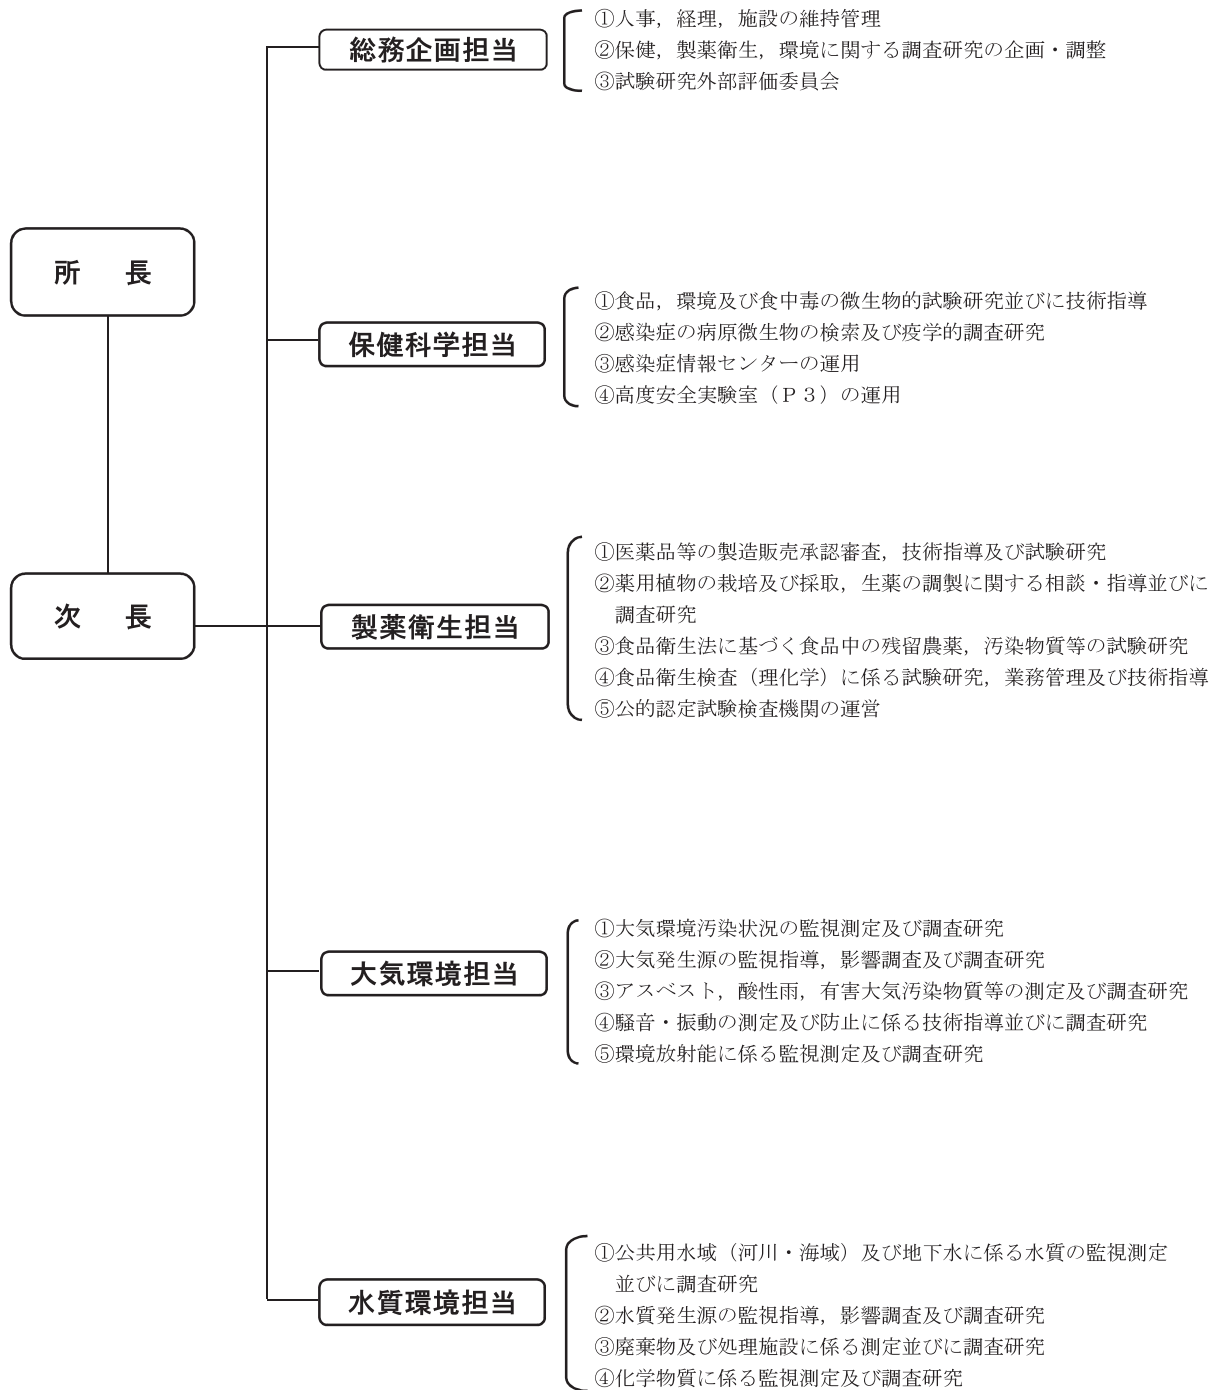 総務企画担当
①人事，経理，施設の維持管理
②保健，製薬衛生，環境に関する調査研究の企画・調整
③試験研究外部評価委員会
所　長
保健科学担当
①食品，環境及び食中毒の微生物的試験研究並びに技術指導
②感染症の病原微生物の検索及び疫学的調査研究
③感染症情報センターの運用
④高度安全実験室（Ｐ３）の運用
次　長
製薬衛生担当
①医薬品等の製造販売承認審査，技術指導及び試験研究
②薬用植物の栽培及び採取，生薬の調製に関する相談・指導並びに
調査研究
③食品衛生法に基づく食品中の残留農薬，汚染物質等の試験研究
④食品衛生検査（理化学）に係る試験研究，業務管理及び技術指導
⑤公的認定試験検査機関の運営
大気環境担当
①大気環境汚染状況の監視測定及び調査研究
②大気発生源の監視指導，影響調査及び調査研究
③アスベスト，酸性雨，有害大気汚染物質等の測定及び調査研究
④騒音・振動の測定及び防止に係る技術指導並びに調査研究
⑤環境放射能に係る監視測定及び調査研究
水質環境担当
①公共用水域（河川・海域）及び地下水に係る水質の監視測定
並びに調査研究
②水質発生源の監視指導，影響調査及び調査研究
③廃棄物及び処理施設に係る測定並びに調査研究
④化学物質に係る監視測定及び調査研究